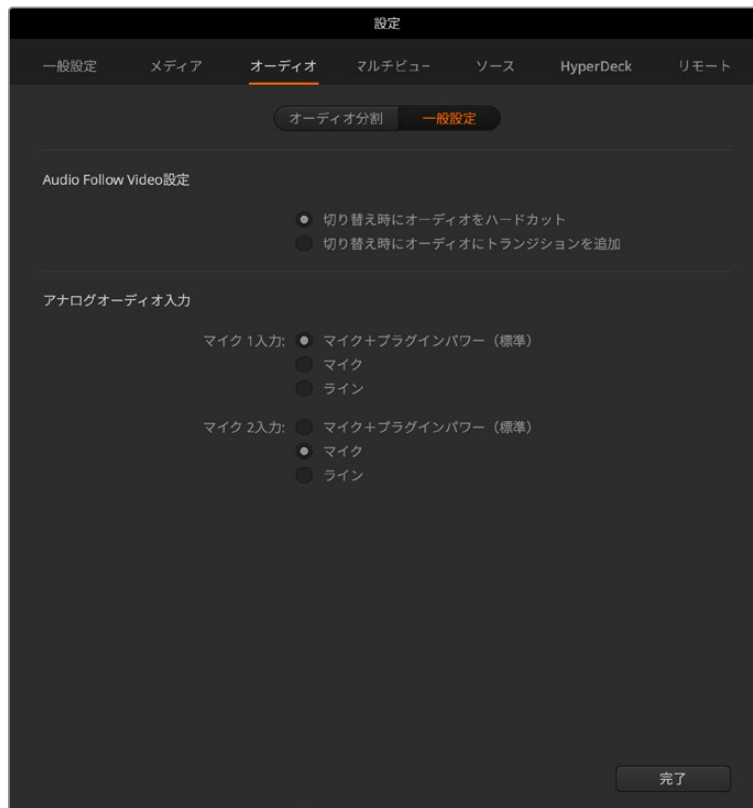 設定
一般設定 メディア オーディオ マルチビュー ソース HyperDeck リモート
オーディオ分割 一般設定
Audio Follow Video設定
切り替え時にオーディオをハードカット
切り替え時にオーディオにトランジションを追加
アナログオーディオ入力
マイク 1入力: マイク+プラグインパワー（標準）
マイク
ライン
マイク 2入力: マイク+プラグインパワー（標準）
マイク
ライン
完了